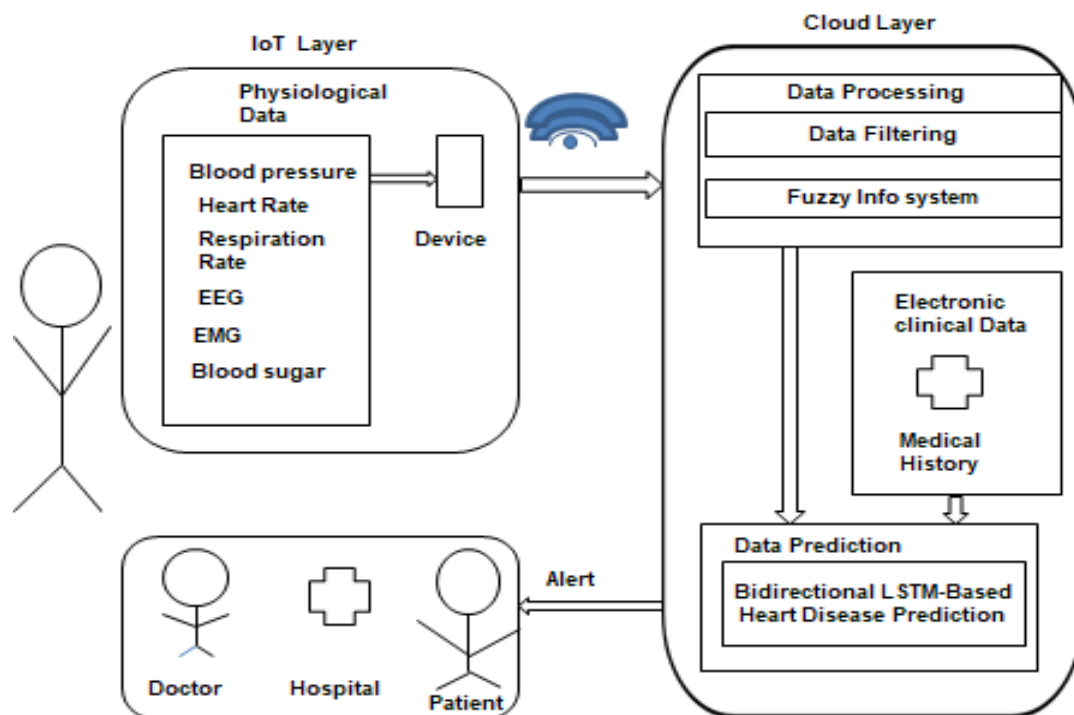 IoT Layer
Physiological
Data
Blood pressure
Heart Rate
Respiration
Rate
EEG
EMG
Blood sugar
Device
Cloud Layer
Data Processing
Data Filtering
Fuzzy Info system
Electronic
clinical Data
Medical
History
Data Prediction
Bidirectional LSTM-Based
Heart Disease Prediction
Alert
Doctor
Hospital
Patient